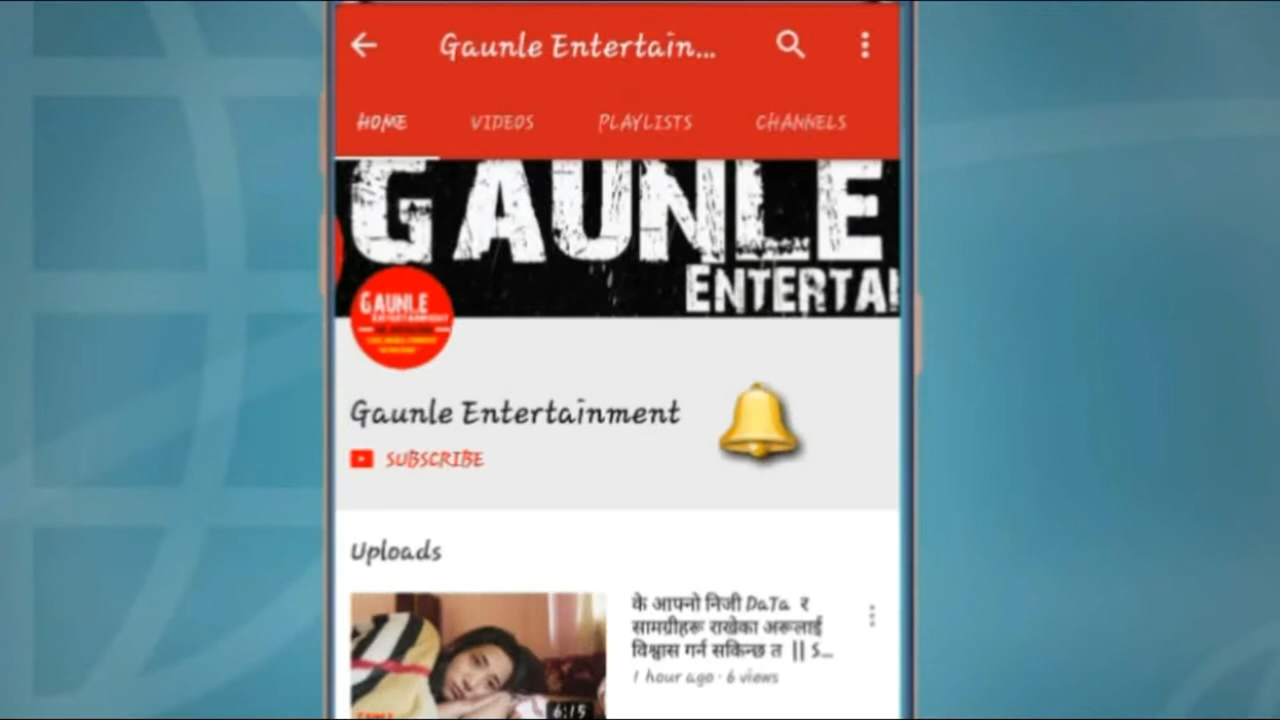 Gaunle Entertain...
HOME VIDEOS PLAYLISTS CHANNELS
GAUNLE
ENTERTAI
GAUNLE
ENTERTAINMENT
Gaunle Entertainment
SUBSCRIBE
Uploads
के आफ्नो निजी DaTa र
सामग्रीहरू राखेका अरूलाई
विश्वास गर्न सकिन्छ त || S...
1 hour ago · 6 views
6:15